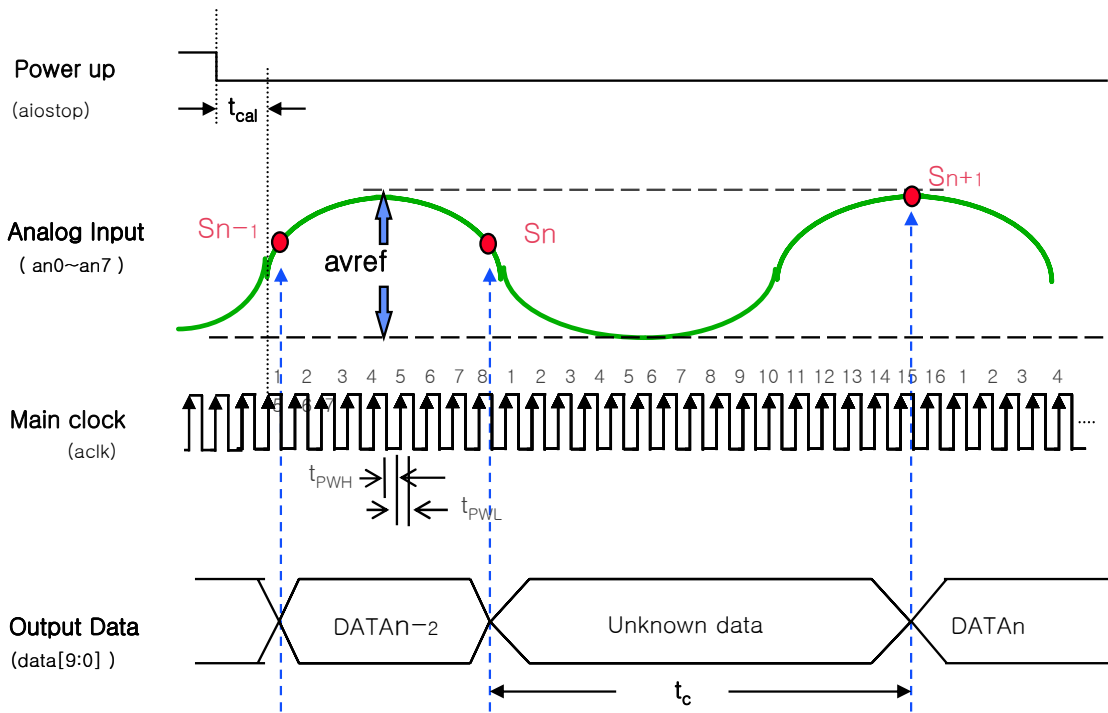 Power up
(aiostop)
tcal
Analog Input
( an0~an7 )
Sn-1
avref
Sn
Sn+1
1 2 3 4 5 6 7 8 1 2 3 4 5 6 7 8 9 10 11 12 13 14 15 16 1 2 3 4
5 6 7
Main clock
(aclk)
....
tPWH
tPWL
Output Data
(data[9:0] )
DATAn-2
Unknown data
DATAn
tc